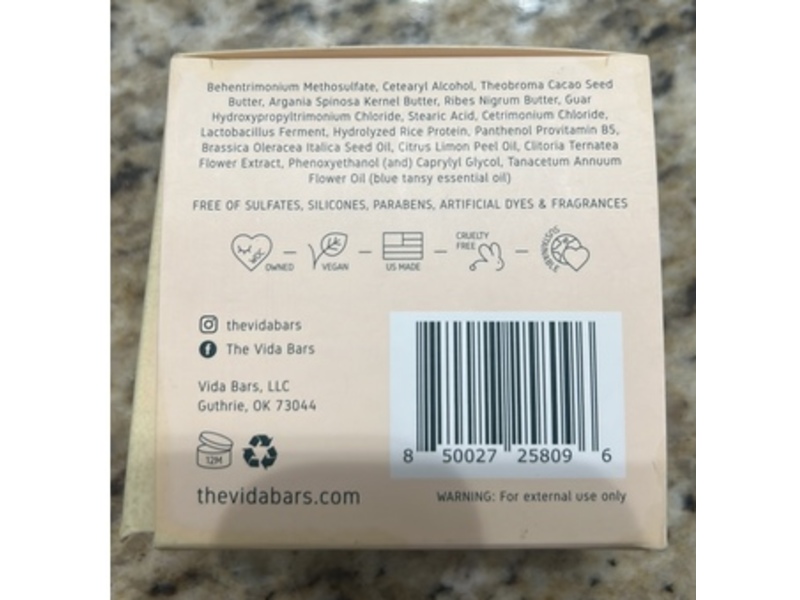 Behentrimonium Methosulfate, Cetearyl Alcohol, Theobroma Cacao Seed
Butter, Argania Spinosa Kernel Butter, Ribes Nigrum Butter, Guar
Hydroxypropyltrimonium Chloride, Stearic Acid, Cetrimonium Chloride,
Lactobacillus Ferment, Hydrolyzed Rice Protein, Panthenol Provitamin B5,
Brassica Oleracea Italica Seed Oil, Citrus Limon Peel Oil, Clitoria Ternatea
Flower Extract, Phenoxyethanol (and) Caprylyl Glycol, Tanacetum Annuum
Flower Oil (blue tansy essential oil)
FREE OF SULFATES, SILICONES, PARABENS, ARTIFICIAL DYES & FRAGRANCES
WOC OWNED
VEGAN
US MADE
CRUELTY
FREE
SUSTAINABLE
thevidabars
The Vida Bars
Vida Bars, LLC
Guthrie, OK 73044
12M
thevidabars.com
8 50027 25809 6
WARNING: For external use only